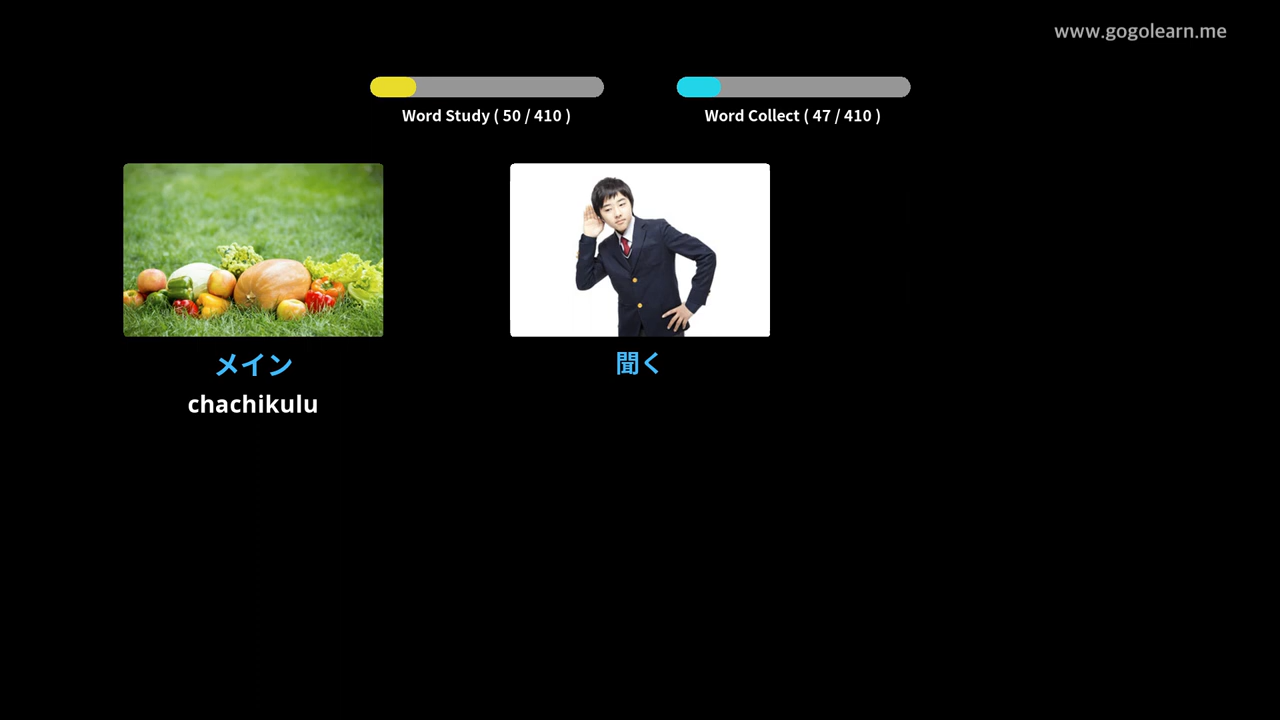 www.gogolearn.me
Word Study ( 50 / 410 )
Word Collect ( 47 / 410 )
メイン
聞く
chachikulu